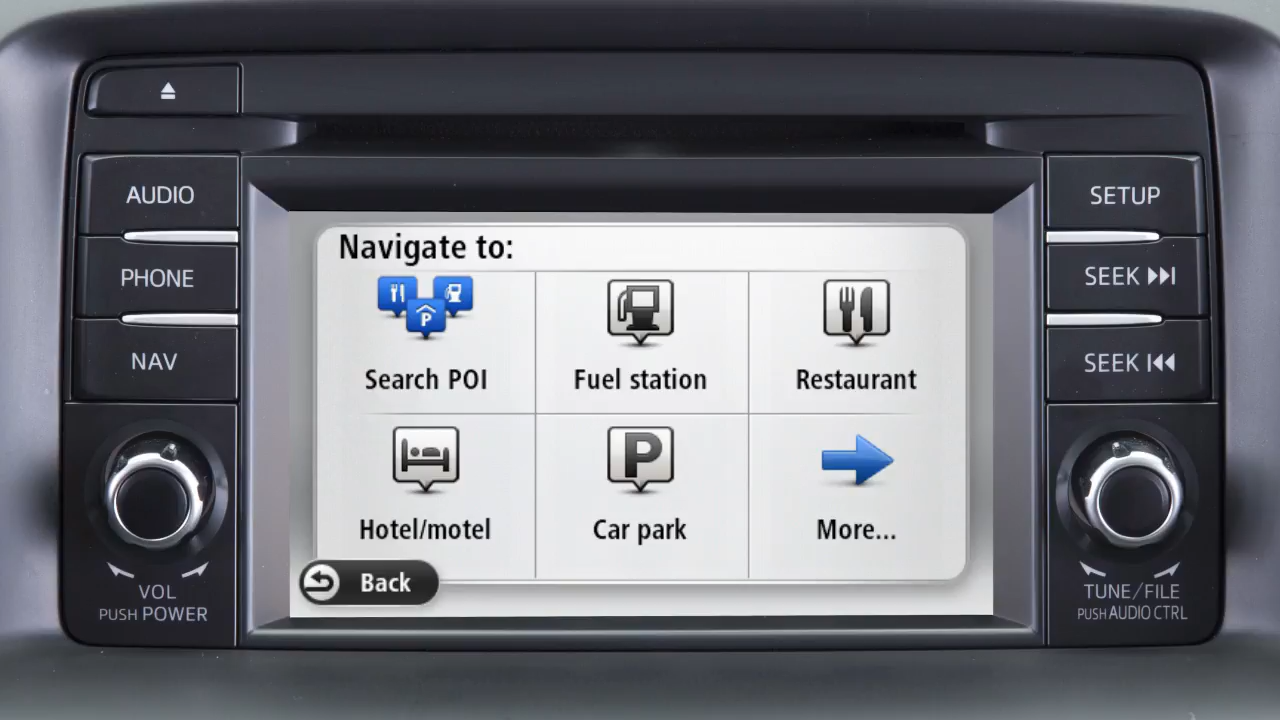 AUDIO
PHONE
NAV
VOL
PUSH POWER
Navigate to:
Search POI
Fuel station
Restaurant
Hotel/motel
P
Car park
More...
Back
SETUP
SEEK
SEEK
TUNE/FILE
PUSH AUDIO CTRL